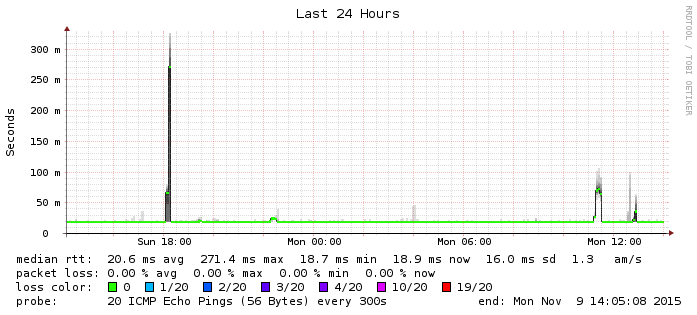 Last 24 Hours
RRDTOOL / TOBI OETIKER
Seconds
300 m
250 m
200 m
150 m
100 m
50 m
0
Sun 18:00 Mon 00:00 Mon 06:00 Mon 12:00
median rtt: 20.6 ms avg 271.4 ms max 18.7 ms min 18.9 ms now 16.0 ms sd 1.3 am/s
packet loss: 0.00 % avg 0.00 % max 0.00 % min 0.00 % now
loss color: 0 1/20 2/20 3/20 4/20 10/20 19/20
probe: 20 ICMP Echo Pings (56 Bytes) every 300s end: Mon Nov 9 14:05:08 2015